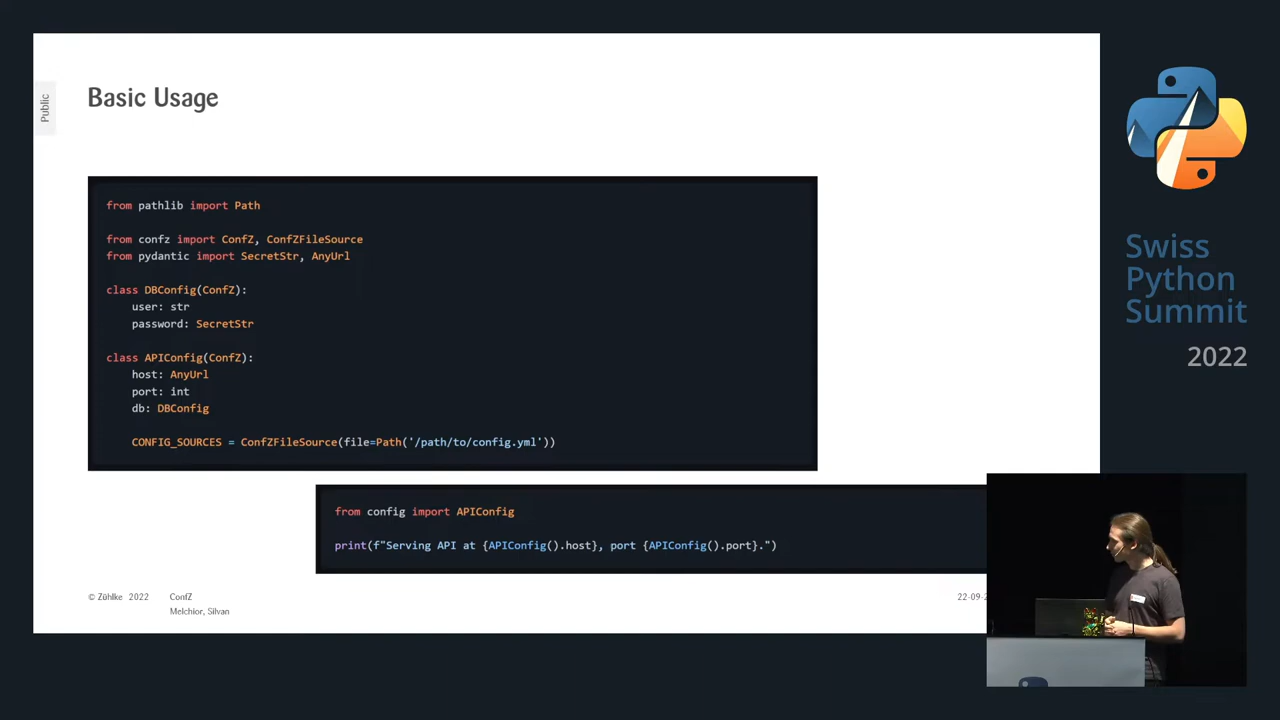 Public
Basic Usage
from pathlib import Path
from confz import ConfZ, ConfZFileSource
from pydantic import SecretStr, AnyUrl
class DBConfig(ConfZ):
user: str
password: SecretStr
class APIConfig(ConfZ):
host: AnyUrl
port: int
db: DBConfig
CONFIG_SOURCES = ConfZFileSource(file=Path('/path/to/config.yml'))
from config import APIConfig
print(f"Serving API at {APIConfig().host}, port {APIConfig().port}.")
© Zühlke 2022 ConfZ
Melchior, Silvan
22-09-2
Swiss
Python
Summit
2022